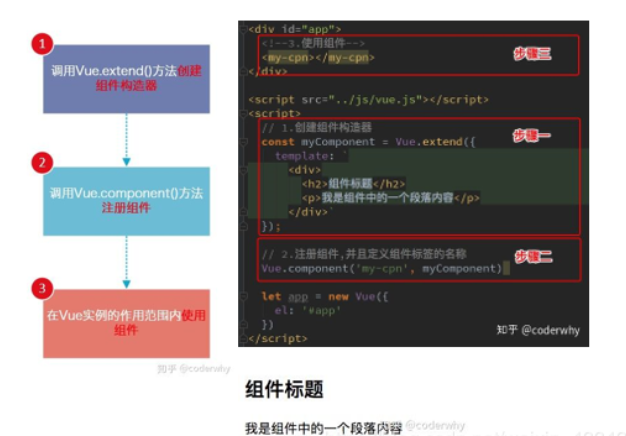 1
调用Vue.extend()方法创建
组件构造器
2
调用Vue.component()方法
注册组件
3
在Vue实例的作用范围内使用
组件
知乎 @coderwhy
<div id="app">
<!--3.使用组件-->
<my-cpn></my-cpn>
</div>
步骤三
<script src="../js/vue.js"></script>
<script>
// 1.创建组件构造器
const myComponent = Vue.extend({
template: `
<div>
<h2>组件标题</h2>
<p>我是组件中的一个段落内容</p>
</div>`
});
步骤一
// 2.注册组件,并且定义组件标签的名称
Vue.component('my-cpn', myComponent)
步骤二
let app = new Vue({
el: '#app'
})
</script>
知乎 @coderwhy
组件标题
我是组件中的一个段落内容
@coderwhy